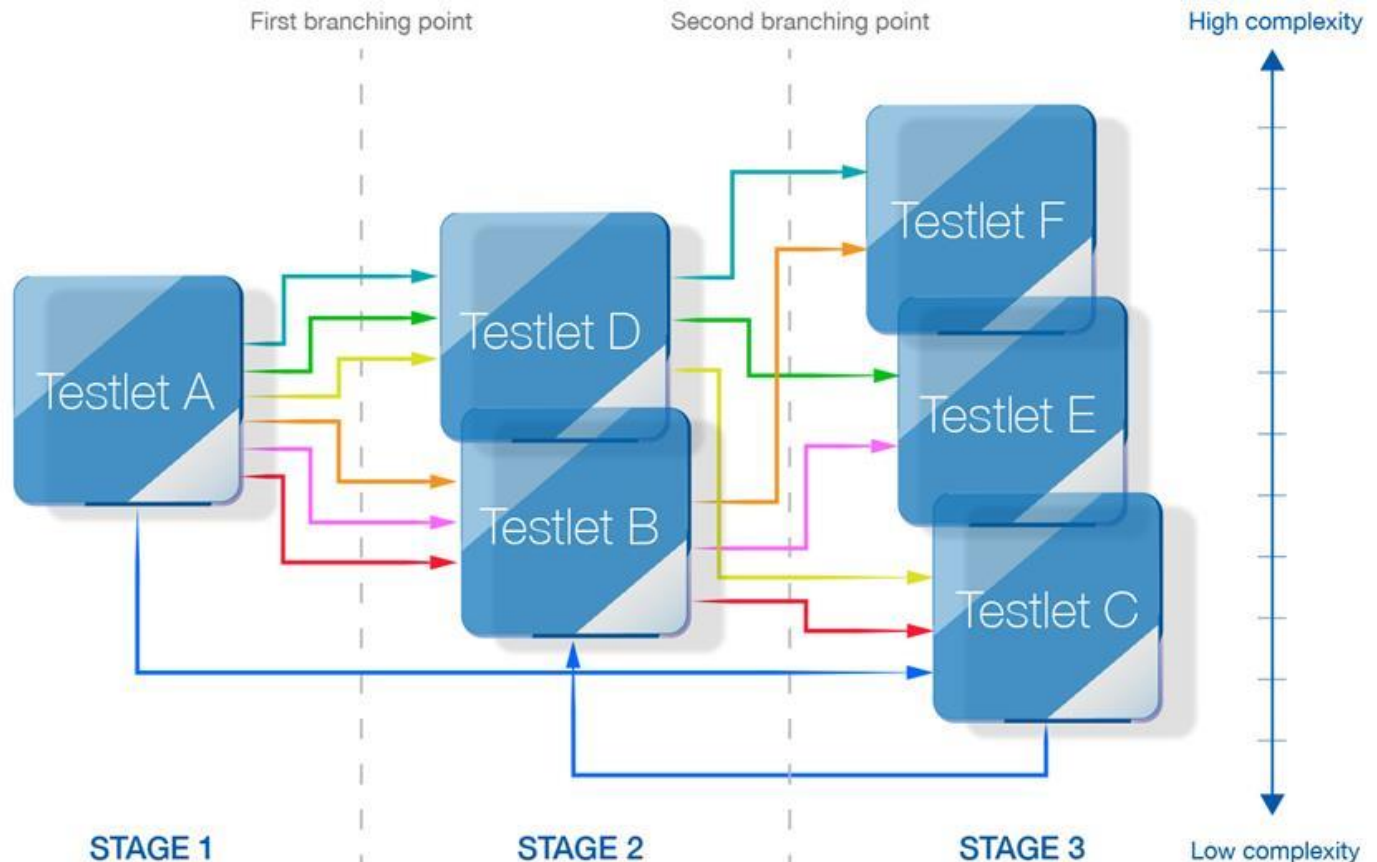 First branching point
Second branching point
High complexity
Testlet F
Testlet D
Testlet A
Testlet E
Testlet B
Testlet C
STAGE 1
STAGE 2
STAGE 3
Low complexity